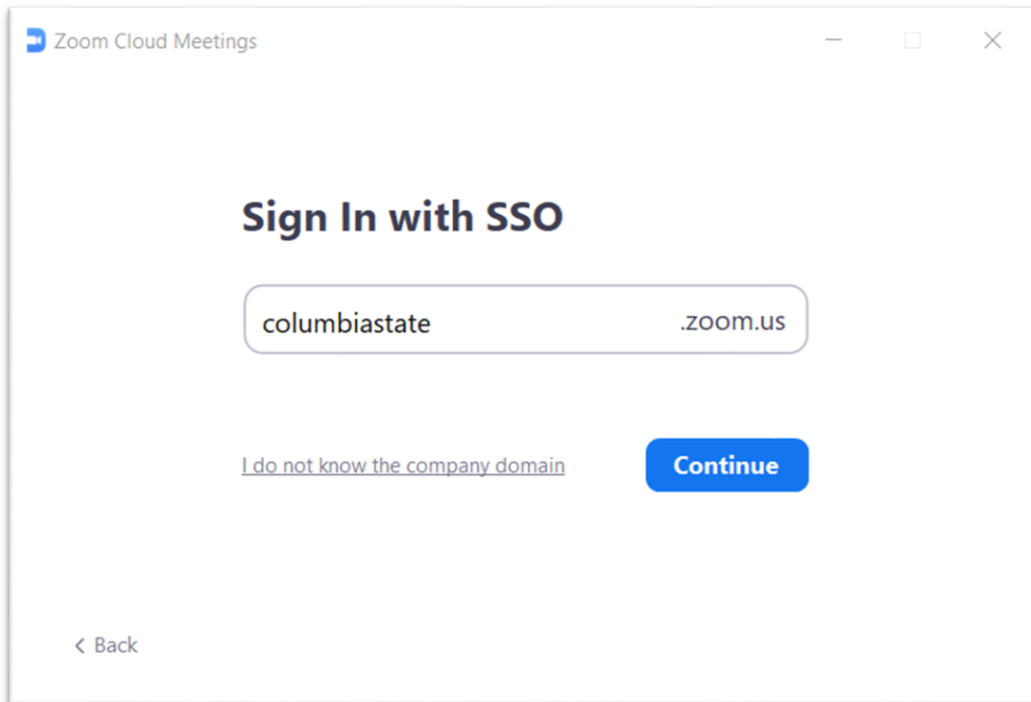 Zoom Cloud Meetings
Sign In with SSO
columbiastate .zoom.us
I do not know the company domain Continue
Back